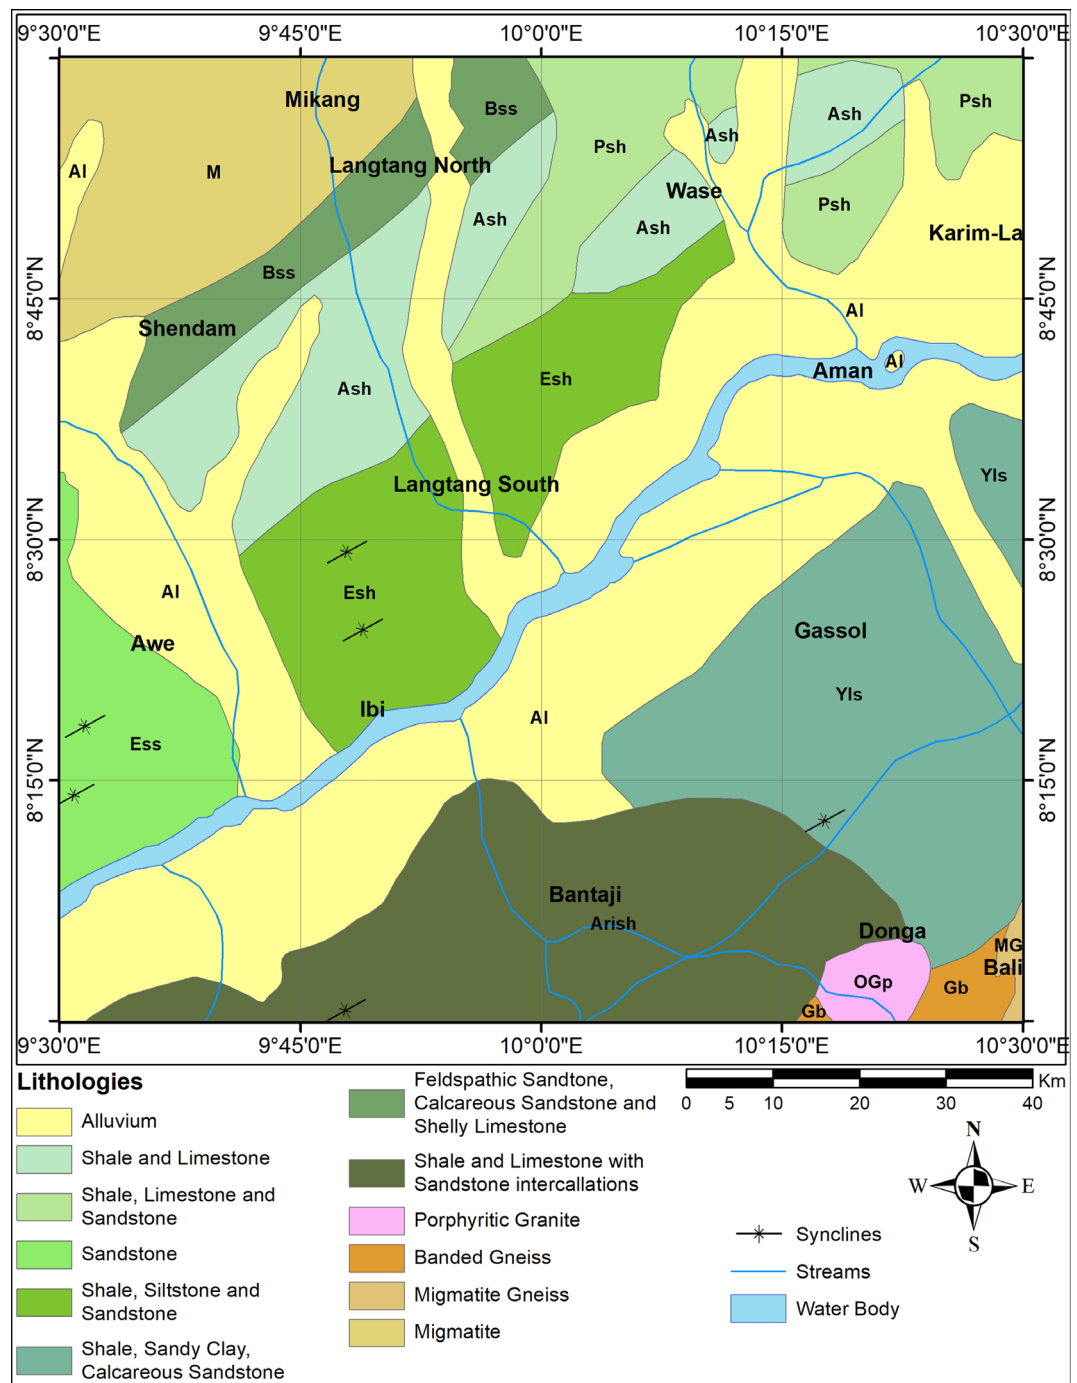 9°30'0"E 9°45'0"E 10°0'0"E 10°15'0"E 10°30'0"E
Mikang
Bss
Ash
Psh
Ash
Psh
Langtang North
Al
M
Wase
Psh
Ash
Ash
Karim-La
Bss
8°45'0"N
8°45'0"N
Al
Shendam
Aman
Al
Esh
Ash
Langtang South
Yls
8°30'0"N
8°30'0"N
Al
Esh
Awe
Gassol
Yls
Ibi
Al
Ess
8°15'0"N
8°15'0"N
Bantaji
Arish
Donga
MG
Bali
OGp
Gb
Gb
9°30'0"E 9°45'0"E 10°0'0"E 10°15'0"E 10°30'0"E
Lithologies
Alluvium
Shale and Limestone
Shale, Limestone and
Sandstone
Sandstone
Shale, Siltstone and
Sandstone
Shale, Sandy Clay,
Calcareous Sandstone
Feldspathic Sandtone,
Calcareous Sandstone and
Shelly Limestone
Shale and Limestone with
Sandstone intercallations
Porphyritic Granite
Banded Gneiss
Migmatite Gneiss
Migmatite
Km
0 5 10 20 30 40
N
W E
S
Synclines
Streams
Water Body